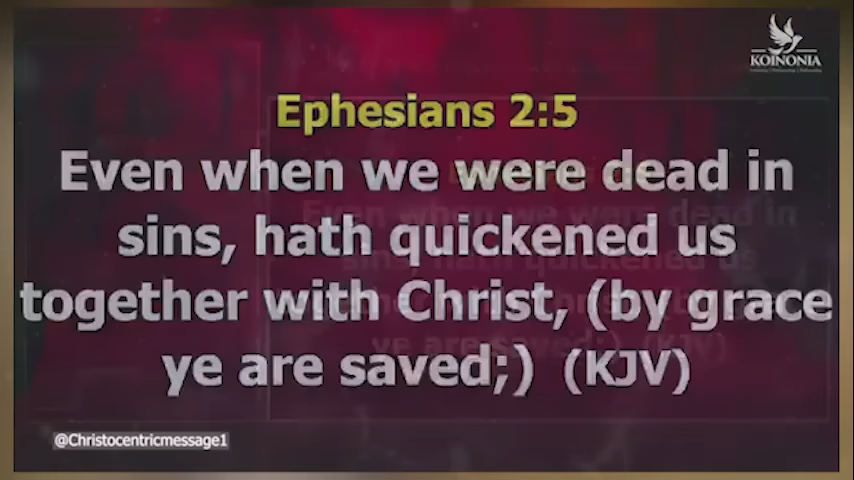 KOINONIA
Ephesians 2:5
Even when we were dead in
sins, hath quickened us
together with Christ, (by grace
ye are saved;) (KJV)
@Christocentricmessage1